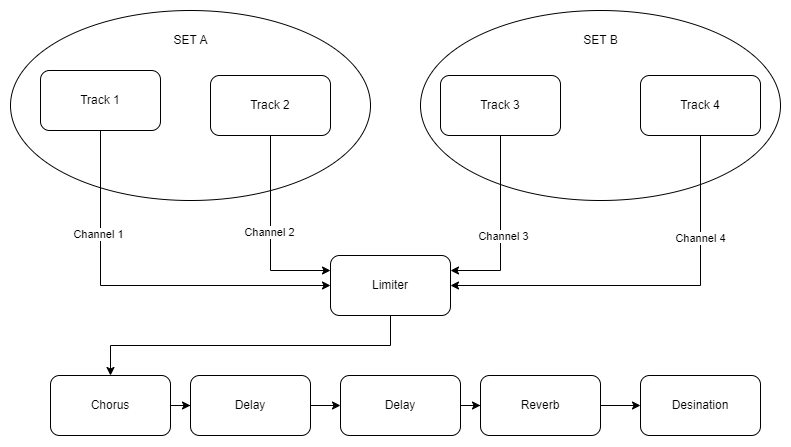 SET A
SET B
Track 1
Track 2
Track 3
Track 4
Channel 1
Channel 2
Channel 3
Channel 4
Limiter
Chorus
Delay
Delay
Reverb
Desination